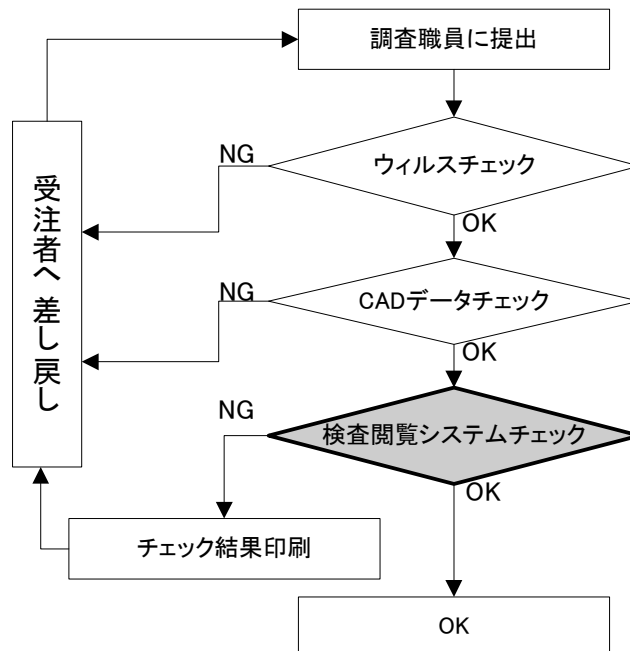 調査職員に提出
NG
ウィルスチェック
OK
受注者へ差し戻し
NG
CADデータチェック
OK
NG
検査閲覧システムチェック
OK
チェック結果印刷
OK